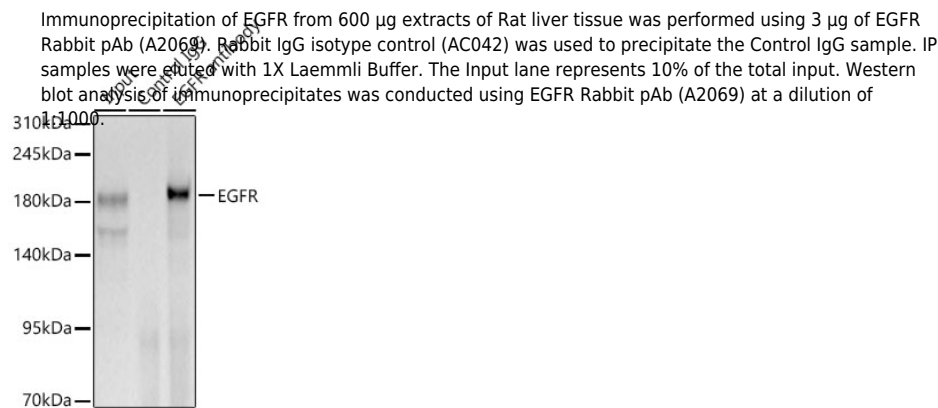 Immunoprecipitation of EGFR from 600 µg extracts of Rat liver tissue was performed using 3 µg of EGFR
Rabbit pAb (A2069). Rabbit IgG isotype control (AC042) was used to precipitate the Control IgG sample. IP
samples were eluted with 1X Laemmli Buffer. The Input lane represents 10% of the total input. Western
blot analysis of immunoprecipitates was conducted using EGFR Rabbit pAb (A2069) at a dilution of
1:1000.
Input
Control IgG
EGFR antibody
310kDa
245kDa
180kDa
EGFR
140kDa
95kDa
70kDa